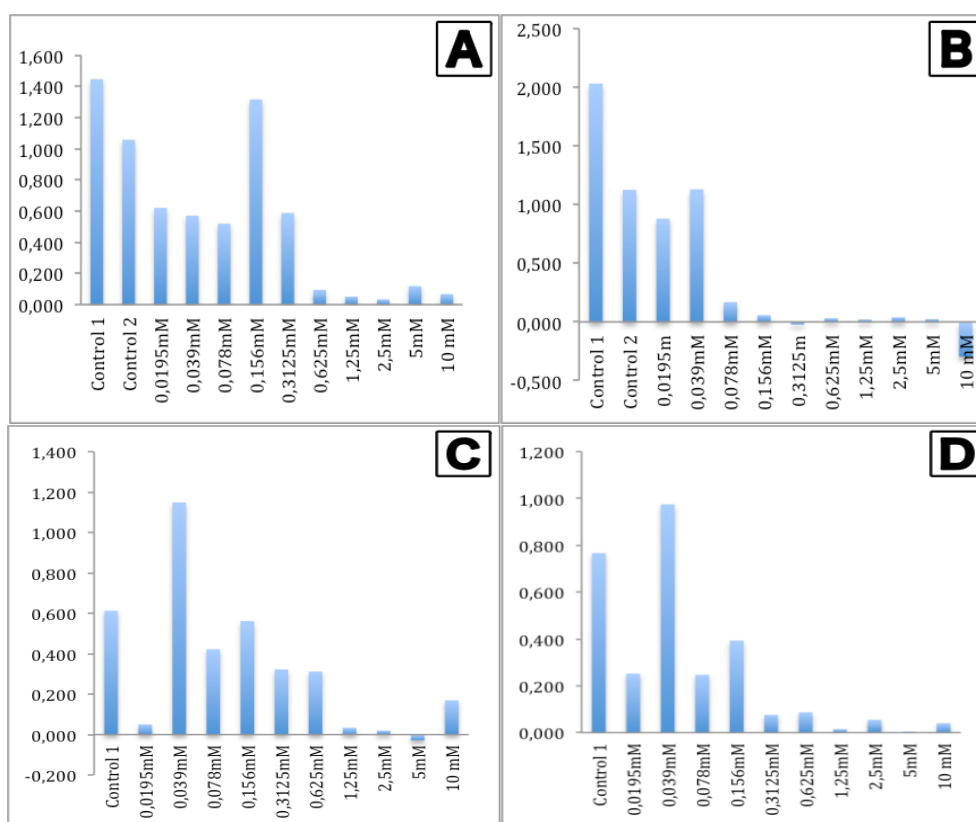 A
1,600
1,400
1,200
1,000
0,800
0,600
0,400
0,200
0,000
Control 1
Control 2
0,0195mM
0,039mM
0,078mM
0,156mM
0,3125mM
0,625mM
1,25mM
2,5mM
5mM
10 mM
B
2,500
2,000
1,500
1,000
0,500
0,000
-0,500
Control 1
Control 2
0,0195m
0,039mM
0,078mM
0,156mM
0,3125m
0,625mM
1,25mM
2,5mM
5mM
10 mM
C
1,400
1,200
1,000
0,800
0,600
0,400
0,200
0,000
-0,200
Control 1
0,0195mM
0,039mM
0,078mM
0,156mM
0,3125mM
0,625mM
1,25mM
2,5mM
5mM
10 mM
D
1,200
1,000
0,800
0,600
0,400
0,200
0,000
Control 1
0,0195mM
0,039mM
0,078mM
0,156mM
0,3125mM
0,625mM
1,25mM
2,5mM
5mM
10 mM